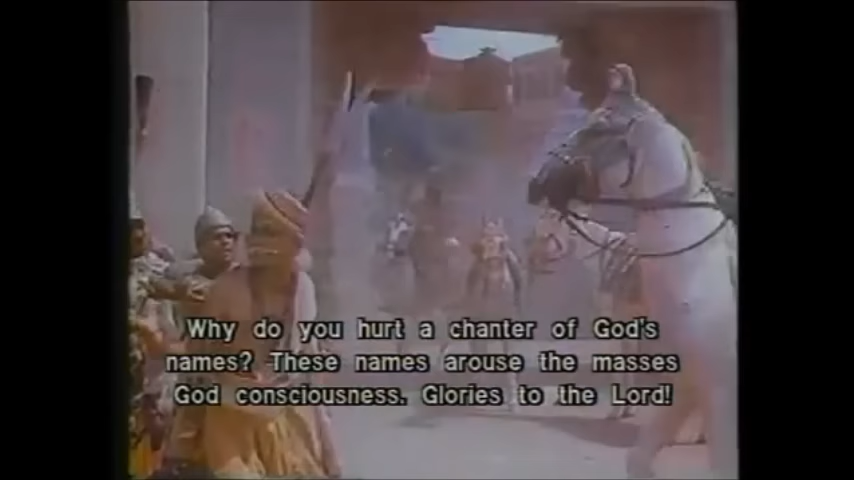 Why do you hurt a chanter of God's
names? These names arouse the masses
God consciousness. Glories to the Lord!